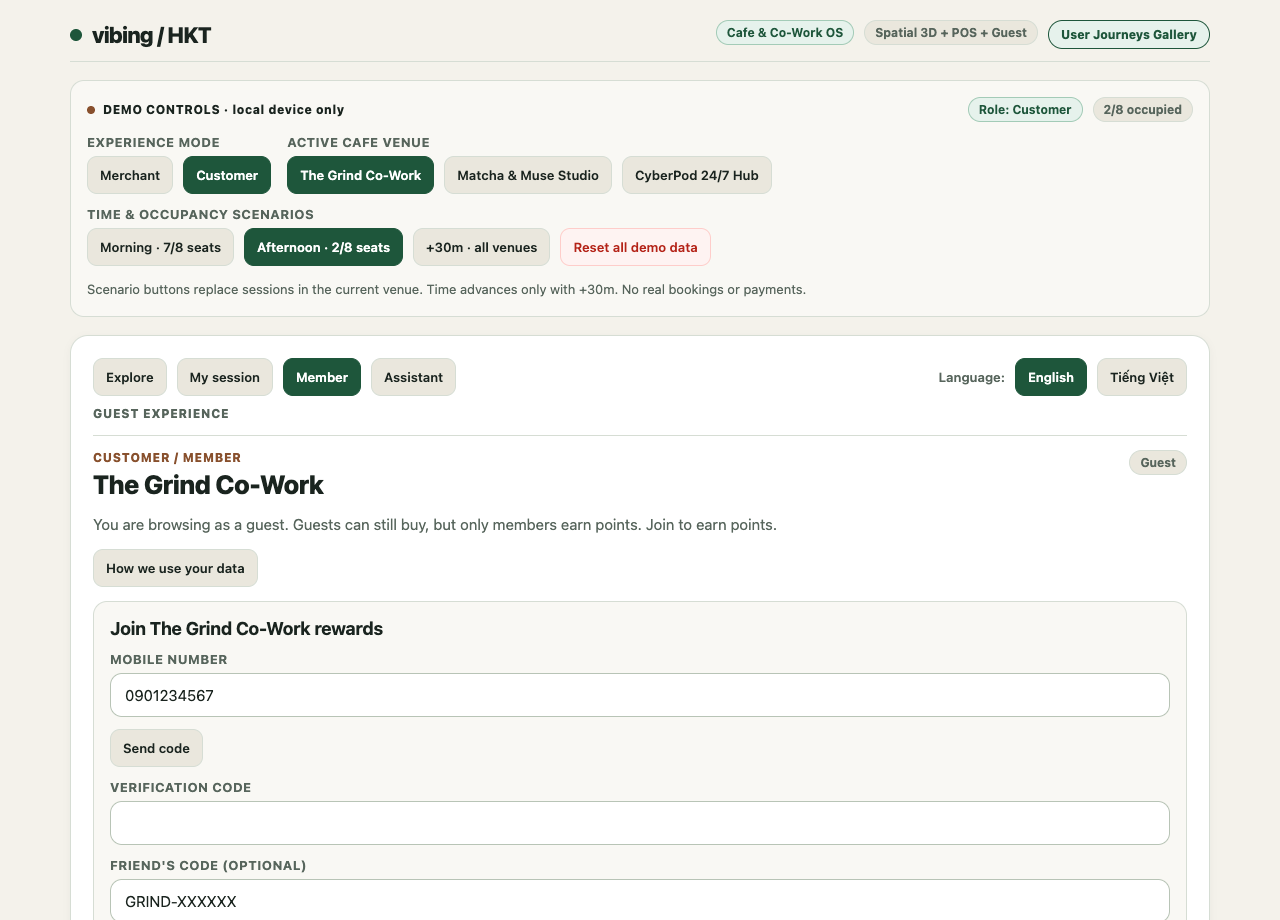 vibing / HKT
Cafe & Co-Work OS
Spatial 3D + POS + Guest
User Journeys Gallery
DEMO CONTROLS · local device only
Role: Customer
2/8 occupied
EXPERIENCE MODE
ACTIVE CAFE VENUE
Merchant
Customer
The Grind Co-Work
Matcha & Muse Studio
CyberPod 24/7 Hub
TIME & OCCUPANCY SCENARIOS
Morning · 7/8 seats
Afternoon · 2/8 seats
+30m · all venues
Reset all demo data
Scenario buttons replace sessions in the current venue. Time advances only with +30m. No real bookings or payments.
Explore
My session
Member
Assistant
Language:
English
Tiếng Việt
GUEST EXPERIENCE
CUSTOMER / MEMBER
The Grind Co-Work
Guest
You are browsing as a guest. Guests can still buy, but only members earn points. Join to earn points.
How we use your data
Join The Grind Co-Work rewards
MOBILE NUMBER
0901234567
Send code
VERIFICATION CODE
FRIEND'S CODE (OPTIONAL)
GRIND-XXXXXX